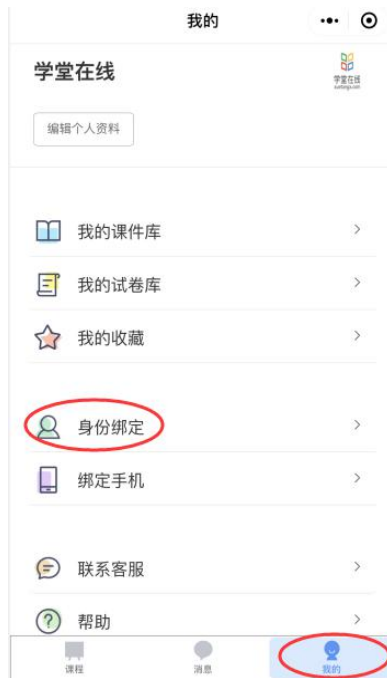 我的
学堂在线
学堂在线
xuetangx.com
编辑个人资料
我的课件库
我的试卷库
我的收藏
身份绑定
绑定手机
联系客服
帮助
课程
消息
我的